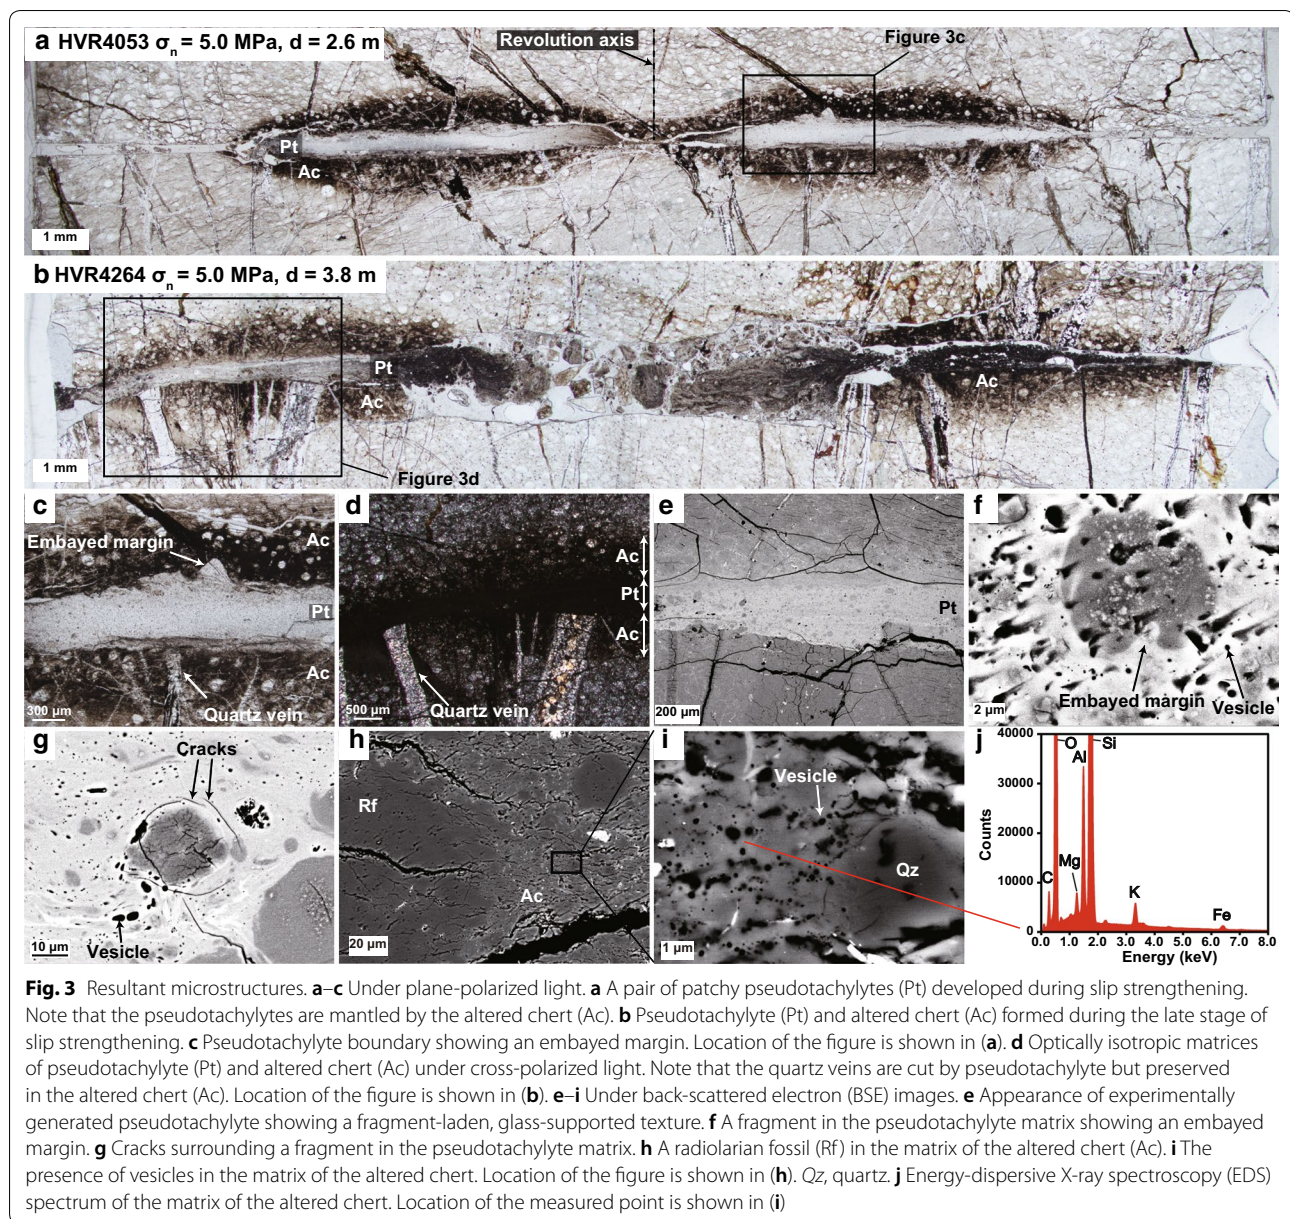 a HVR4053 σn = 5.0 MPa, d = 2.6 m
Revolution axis
Figure 3c
Pt
Ac
1 mm
b HVR4264 σn = 5.0 MPa, d = 3.8 m
Pt
Ac
Ac
1 mm
Figure 3d
c
Ac
Embayed margin
Pt
Ac
Quartz vein
300 µm
d
Ac
Pt
Ac
Quartz vein
500 µm
e
Pt
200 µm
f
Embayed margin
Vesicle
2 µm
g
Cracks
Vesicle
10 µm
h
Rf
Ac
20 µm
i
Vesicle
Qz
1 µm
j
40000
30000
20000
10000
0
Counts
O
Si
Al
Mg
C
K
Fe
0.0 1.0 2.0 3.0 4.0 5.0 6.0 7.0 8.0
Energy (keV)
Fig. 3 Resultant microstructures. a–c Under plane-polarized light. a A pair of patchy pseudotachylytes (Pt) developed during slip strengthening.
Note that the pseudotachylytes are mantled by the altered chert (Ac). b Pseudotachylyte (Pt) and altered chert (Ac) formed during the late stage of
slip strengthening. c Pseudotachylyte boundary showing an embayed margin. Location of the figure is shown in (a). d Optically isotropic matrices
of pseudotachylyte (Pt) and altered chert (Ac) under cross-polarized light. Note that the quartz veins are cut by pseudotachylyte but preserved
in the altered chert (Ac). Location of the figure is shown in (b). e–i Under back-scattered electron (BSE) images. e Appearance of experimentally
generated pseudotachylyte showing a fragment-laden, glass-supported texture. f A fragment in the pseudotachylyte matrix showing an embayed
margin. g Cracks surrounding a fragment in the pseudotachylyte matrix. h A radiolarian fossil (Rf) in the matrix of the altered chert (Ac). i The
presence of vesicles in the matrix of the altered chert. Location of the figure is shown in (h). Qz, quartz. j Energy-dispersive X-ray spectroscopy (EDS)
spectrum of the matrix of the altered chert. Location of the measured point is shown in (i)